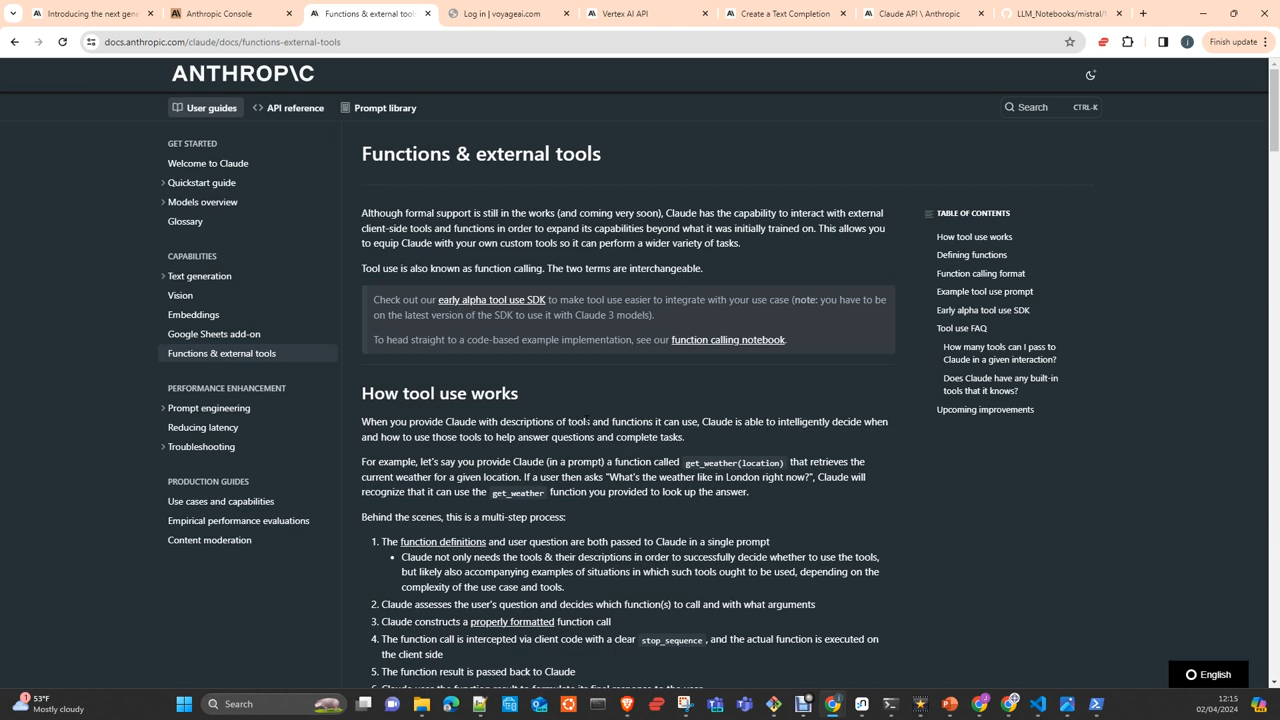 Introducing the next gene
Anthropic Console
Functions & external tools
Log in | voyageai.com
Vertex AI API
Create a Text Completion
Claude API \ Anthropic
LLM_Notebooks/mistral/
docs.anthropic.com/claude/docs/functions-external-tools
Finish update
ANTHROP\C
User guides
API reference
Prompt library
Search
CTRL-K
GET STARTED
Welcome to Claude
Quickstart guide
Models overview
Glossary
CAPABILITIES
Text generation
Vision
Embeddings
Google Sheets add-on
Functions & external tools
PERFORMANCE ENHANCEMENT
Prompt engineering
Reducing latency
Troubleshooting
PRODUCTION GUIDES
Use cases and capabilities
Empirical performance evaluations
Content moderation
Functions & external tools
Although formal support is still in the works (and coming very soon), Claude has the capability to interact with external
client-side tools and functions in order to expand its capabilities beyond what it was initially trained on. This allows you
to equip Claude with your own custom tools so it can perform a wider variety of tasks.
Tool use is also known as function calling. The two terms are interchangeable.
Check out our early alpha tool use SDK to make tool use easier to integrate with your use case (note: you have to be
on the latest version of the SDK to use it with Claude 3 models).
To head straight to a code-based example implementation, see our function calling notebook.
How tool use works
When you provide Claude with descriptions of tools and functions it can use, Claude is able to intelligently decide when
and how to use those tools to help answer questions and complete tasks.
For example, let's say you provide Claude (in a prompt) a function called get_weather(location) that retrieves the
current weather for a given location. If a user then asks "What's the weather like in London right now?", Claude will
recognize that it can use the get_weather function you provided to look up the answer.
Behind the scenes, this is a multi-step process:
1. The function definitions and user question are both passed to Claude in a single prompt
• Claude not only needs the tools & their descriptions in order to successfully decide whether to use the tools,
but likely also accompanying examples of situations in which such tools ought to be used, depending on the
complexity of the use case and tools.
2. Claude assesses the user's question and decides which function(s) to call and with what arguments
3. Claude constructs a properly formatted function call
4. The function call is intercepted via client code with a clear stop_sequence, and the actual function is executed on
the client side
5. The function result is passed back to Claude
6. Claude uses the function result to formulate its final response to the user
TABLE OF CONTENTS
How tool use works
Defining functions
Function calling format
Example tool use prompt
Early alpha tool use SDK
Tool use FAQ
How many tools can I pass to
Claude in a given interaction?
Does Claude have any built-in
tools that it knows?
Upcoming improvements
English
1
53°F
Mostly cloudy
Search
12:15
02/04/2024